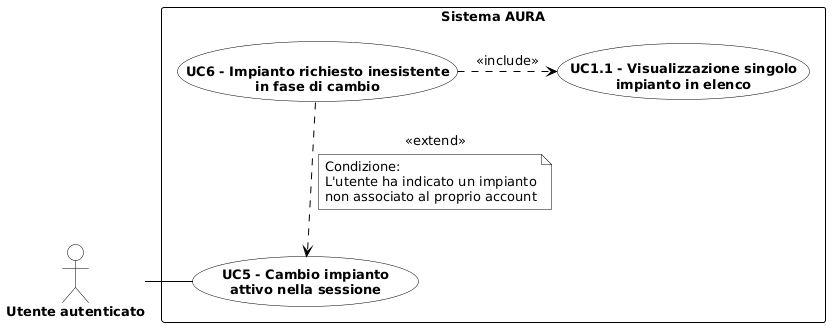 Sistema AURA
UC6 - Impianto richiesto inesistente
in fase di cambio
«include»
UC1.1 - Visualizzazione singolo
impianto in elenco
«extend»
Condizione:
L'utente ha indicato un impianto
non associato al proprio account
UC5 - Cambio impianto
attivo nella sessione
Utente autenticato